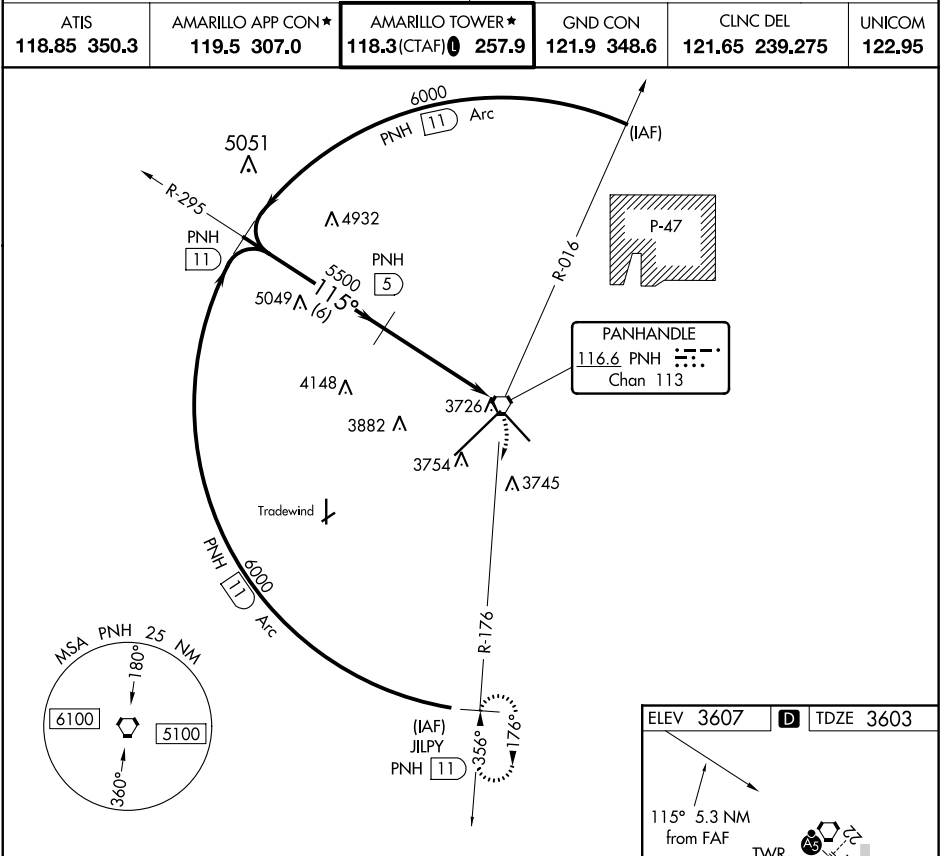 ATIS
118.85 350.3
AMARILLO APP CON★
119.5 307.0
AMARILLO TOWER★
118.3(CTAF) L 257.9
GND CON
121.9 348.6
CLNC DEL
121.65 239.275
UNICOM
122.95
6000
PNH 11 Arc
(IAF)
5051
R-295
4932
PNH
11
R-016
P-47
PNH
5
5500
115°
(6)
5049
PANHANDLE
116.6 PNH
Chan 113
4148
3726
3882
3754
3745
Tradewind
6000
PNH 11 Arc
R-176
MSA PNH 25 NM
180°
6100
5100
360°
(IAF)
JILPY
PNH 11
356°
176°
ELEV 3607 D TDZE 3603
115° 5.3 NM
from FAF
TWR
A5
22